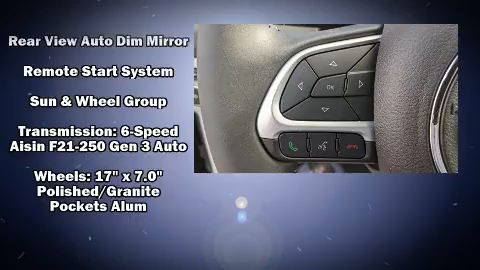 Rear View Auto Dim Mirror
Remote Start System
Sun & Wheel Group
Transmission: 6-Speed
Aisin F21-250 Gen 3 Auto
Wheels: 17" x 7.0"
Polished/Granite
Pockets Alum
OK